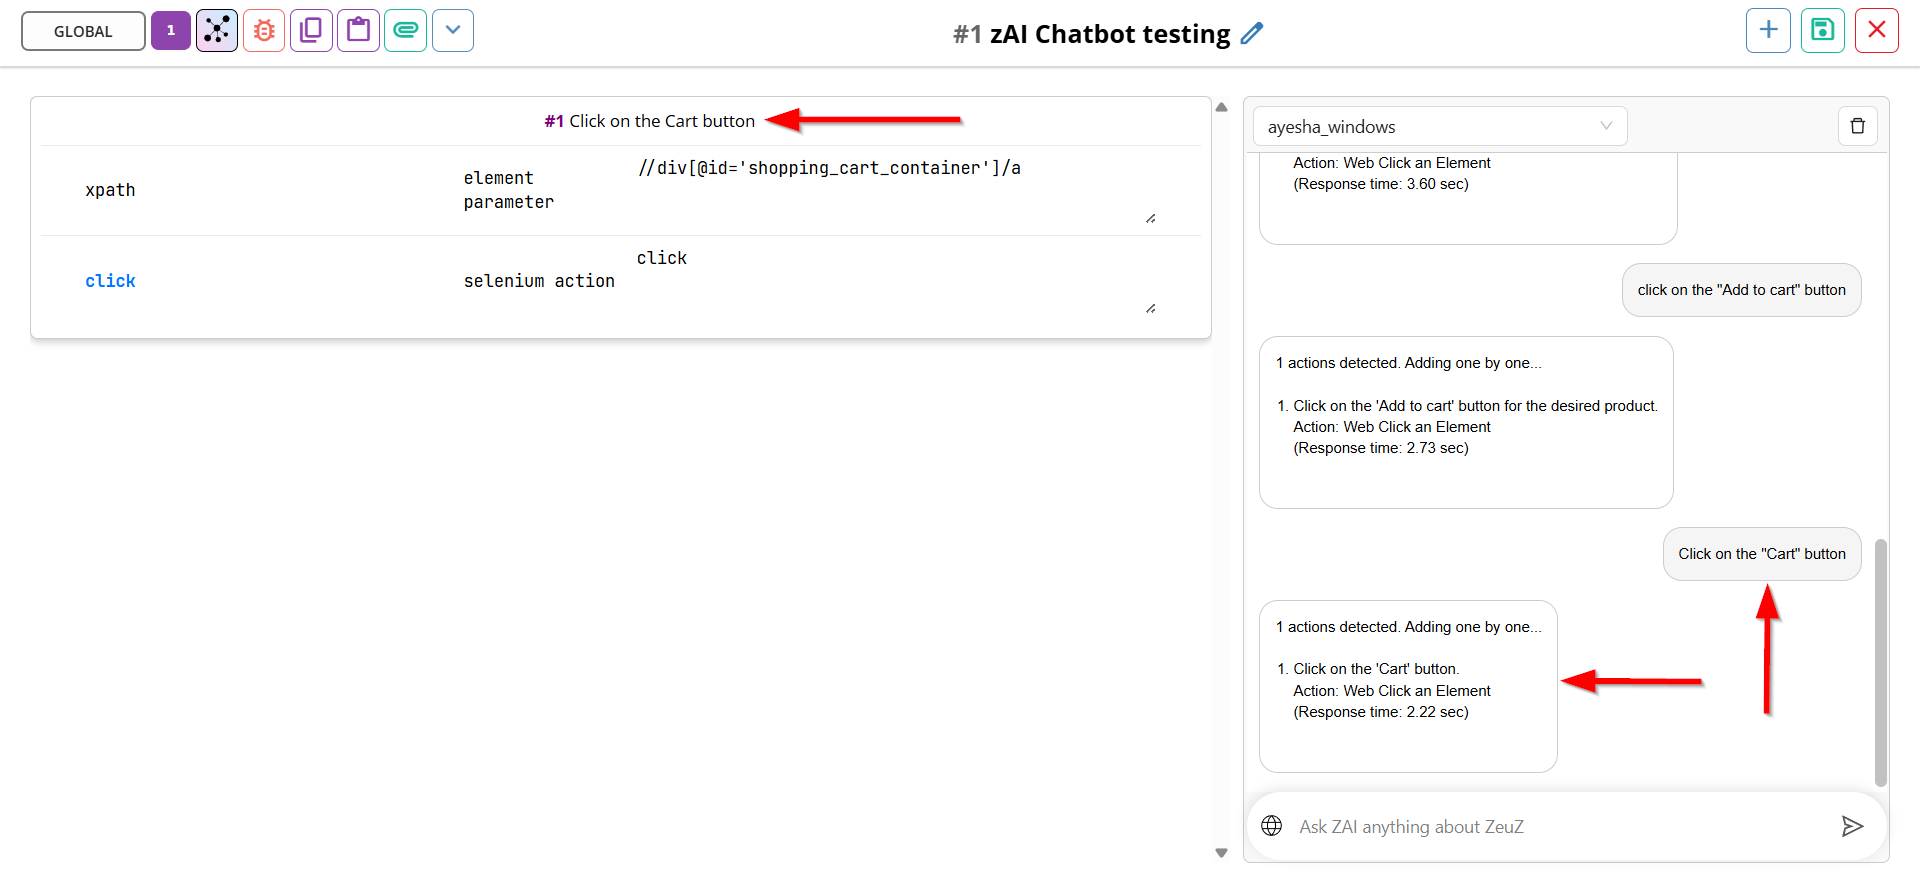 GLOBAL
1
#1 zAI Chatbot testing
#1 Click on the Cart button
xpath
element
parameter
//div[@id='shopping_cart_container']/a
click
selenium action
click
ayesha_windows
Action: Web Click an Element
(Response time: 3.60 sec)
click on the "Add to cart" button
1 actions detected. Adding one by one...
1. Click on the 'Add to cart' button for the desired product.
Action: Web Click an Element
(Response time: 2.73 sec)
Click on the "Cart" button
1 actions detected. Adding one by one...
1. Click on the 'Cart' button.
Action: Web Click an Element
(Response time: 2.22 sec)
Ask ZAI anything about ZeuZ